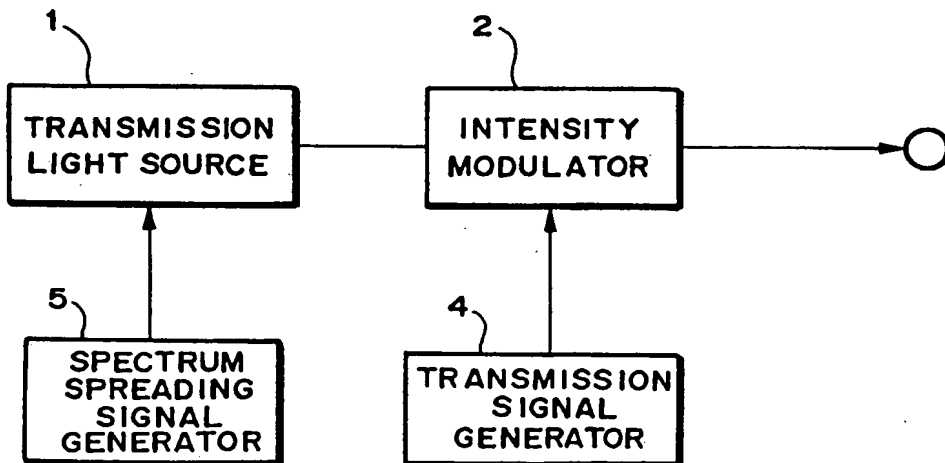 1
2
TRANSMISSION
LIGHT SOURCE
INTENSITY
MODULATOR
5
4
SPECTRUM
SPREADING
SIGNAL
GENERATOR
TRANSMISSION
SIGNAL
GENERATOR